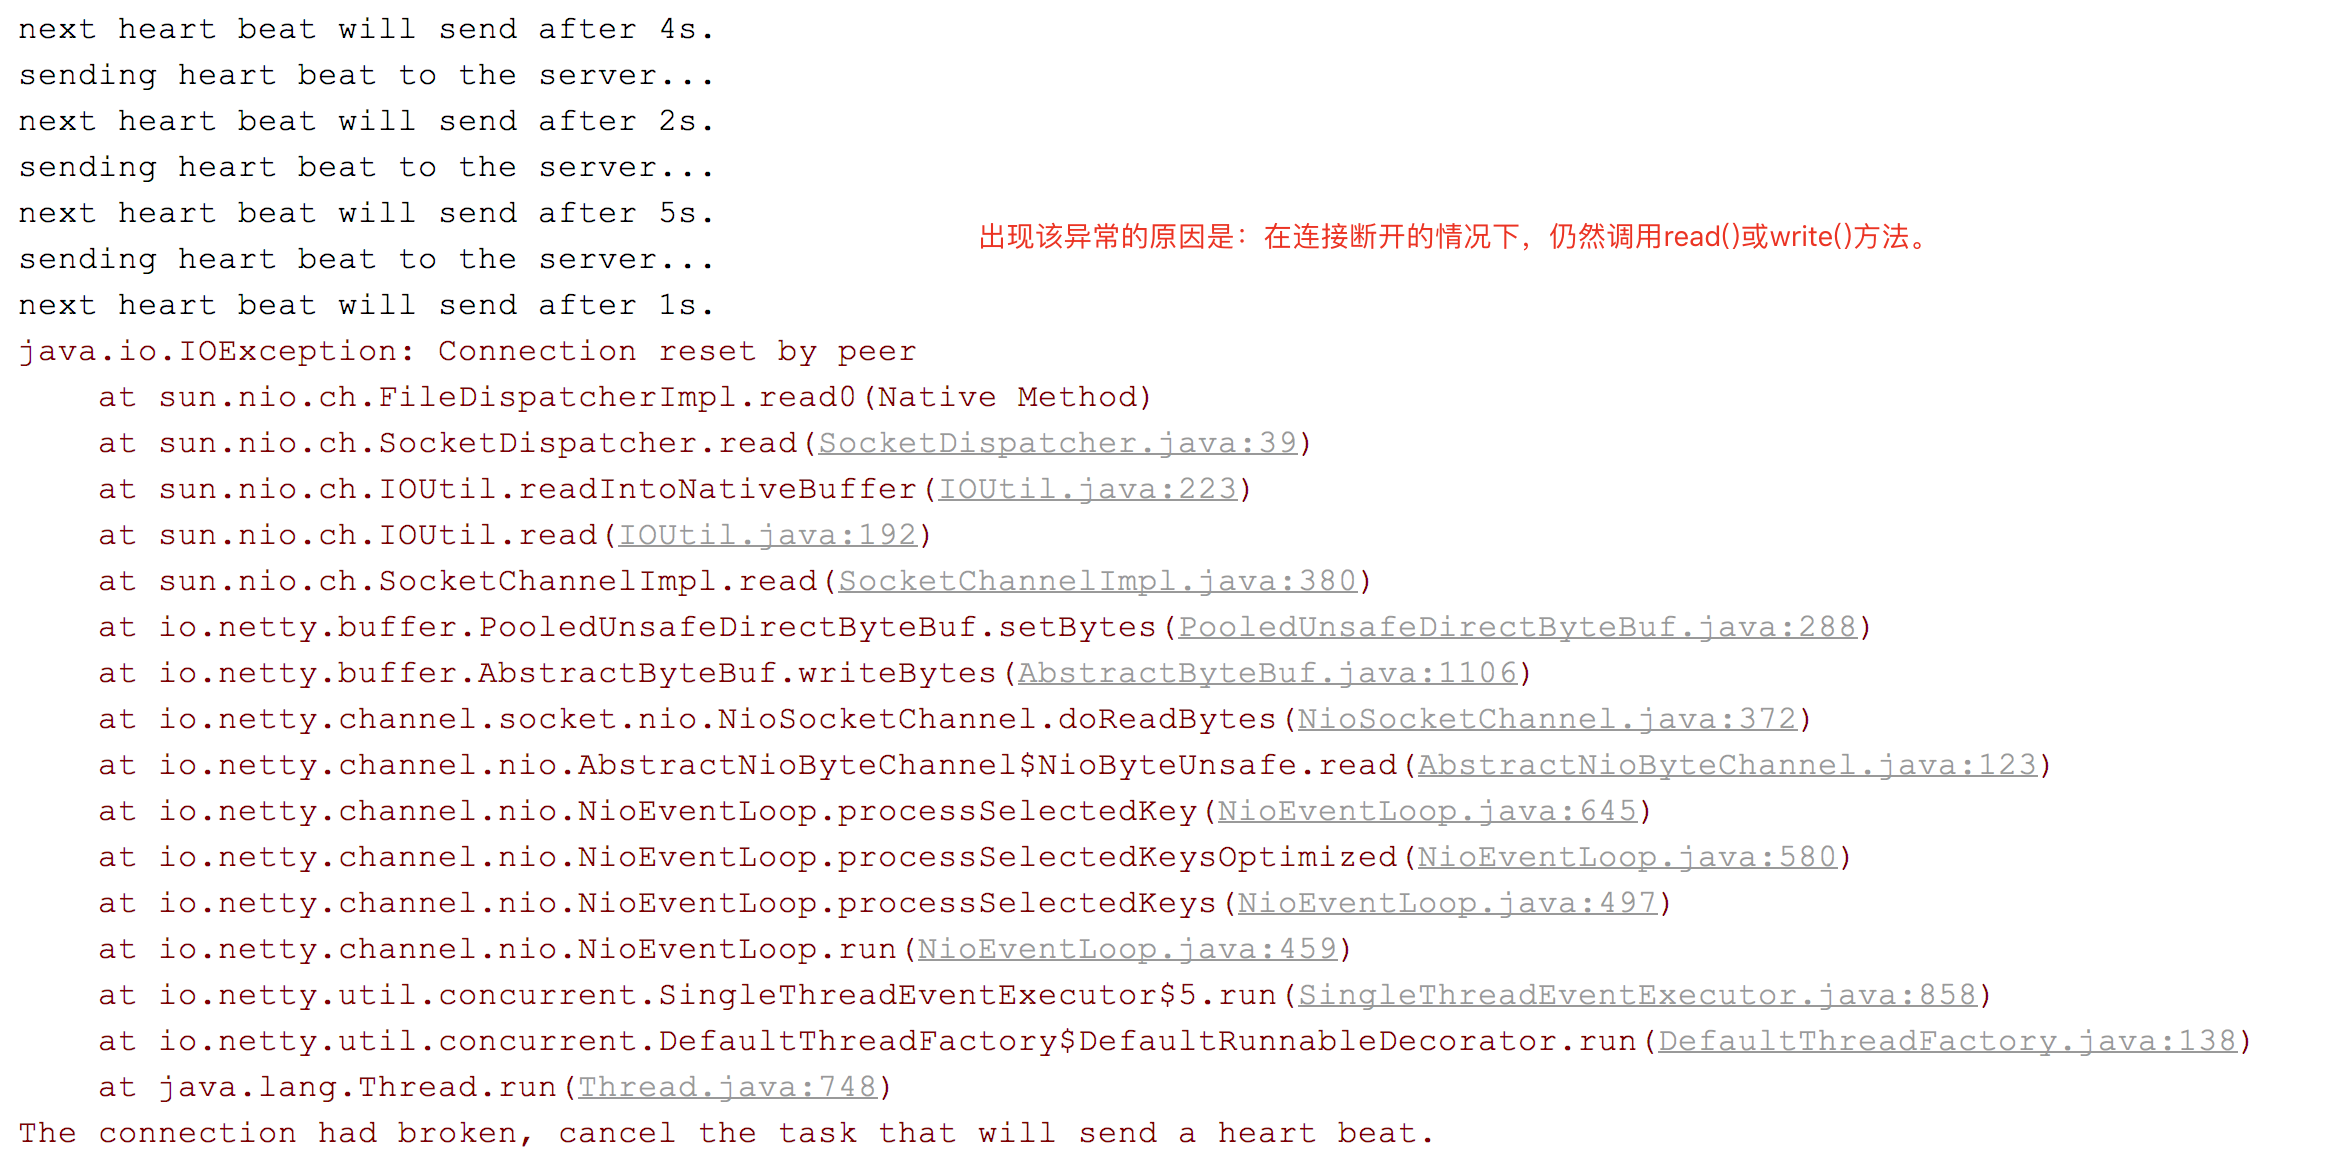 next heart beat will send after 4s.
sending heart beat to the server...
next heart beat will send after 2s.
sending heart beat to the server...
next heart beat will send after 5s.
出现该异常的原因是：在连接断开的情况下，仍然调用read()或write()方法。
sending heart beat to the server...
next heart beat will send after 1s.
java.io.IOException: Connection reset by peer
    at sun.nio.ch.FileDispatcherImpl.read0(Native Method)
    at sun.nio.ch.SocketDispatcher.read(SocketDispatcher.java:39)
    at sun.nio.ch.IOUtil.readIntoNativeBuffer(IOUtil.java:223)
    at sun.nio.ch.IOUtil.read(IOUtil.java:192)
    at sun.nio.ch.SocketChannelImpl.read(SocketChannelImpl.java:380)
    at io.netty.buffer.PooledUnsafeDirectByteBuf.setBytes(PooledUnsafeDirectByteBuf.java:288)
    at io.netty.buffer.AbstractByteBuf.writeBytes(AbstractByteBuf.java:1106)
    at io.netty.channel.socket.nio.NioSocketChannel.doReadBytes(NioSocketChannel.java:372)
    at io.netty.channel.nio.AbstractNioByteChannel$NioByteUnsafe.read(AbstractNioByteChannel.java:123)
    at io.netty.channel.nio.NioEventLoop.processSelectedKey(NioEventLoop.java:645)
    at io.netty.channel.nio.NioEventLoop.processSelectedKeysOptimized(NioEventLoop.java:580)
    at io.netty.channel.nio.NioEventLoop.processSelectedKeys(NioEventLoop.java:497)
    at io.netty.channel.nio.NioEventLoop.run(NioEventLoop.java:459)
    at io.netty.util.concurrent.SingleThreadEventExecutor$5.run(SingleThreadEventExecutor.java:858)
    at io.netty.util.concurrent.DefaultThreadFactory$DefaultRunnableDecorator.run(DefaultThreadFactory.java:138)
    at java.lang.Thread.run(Thread.java:748)
The connection had broken, cancel the task that will send a heart beat.